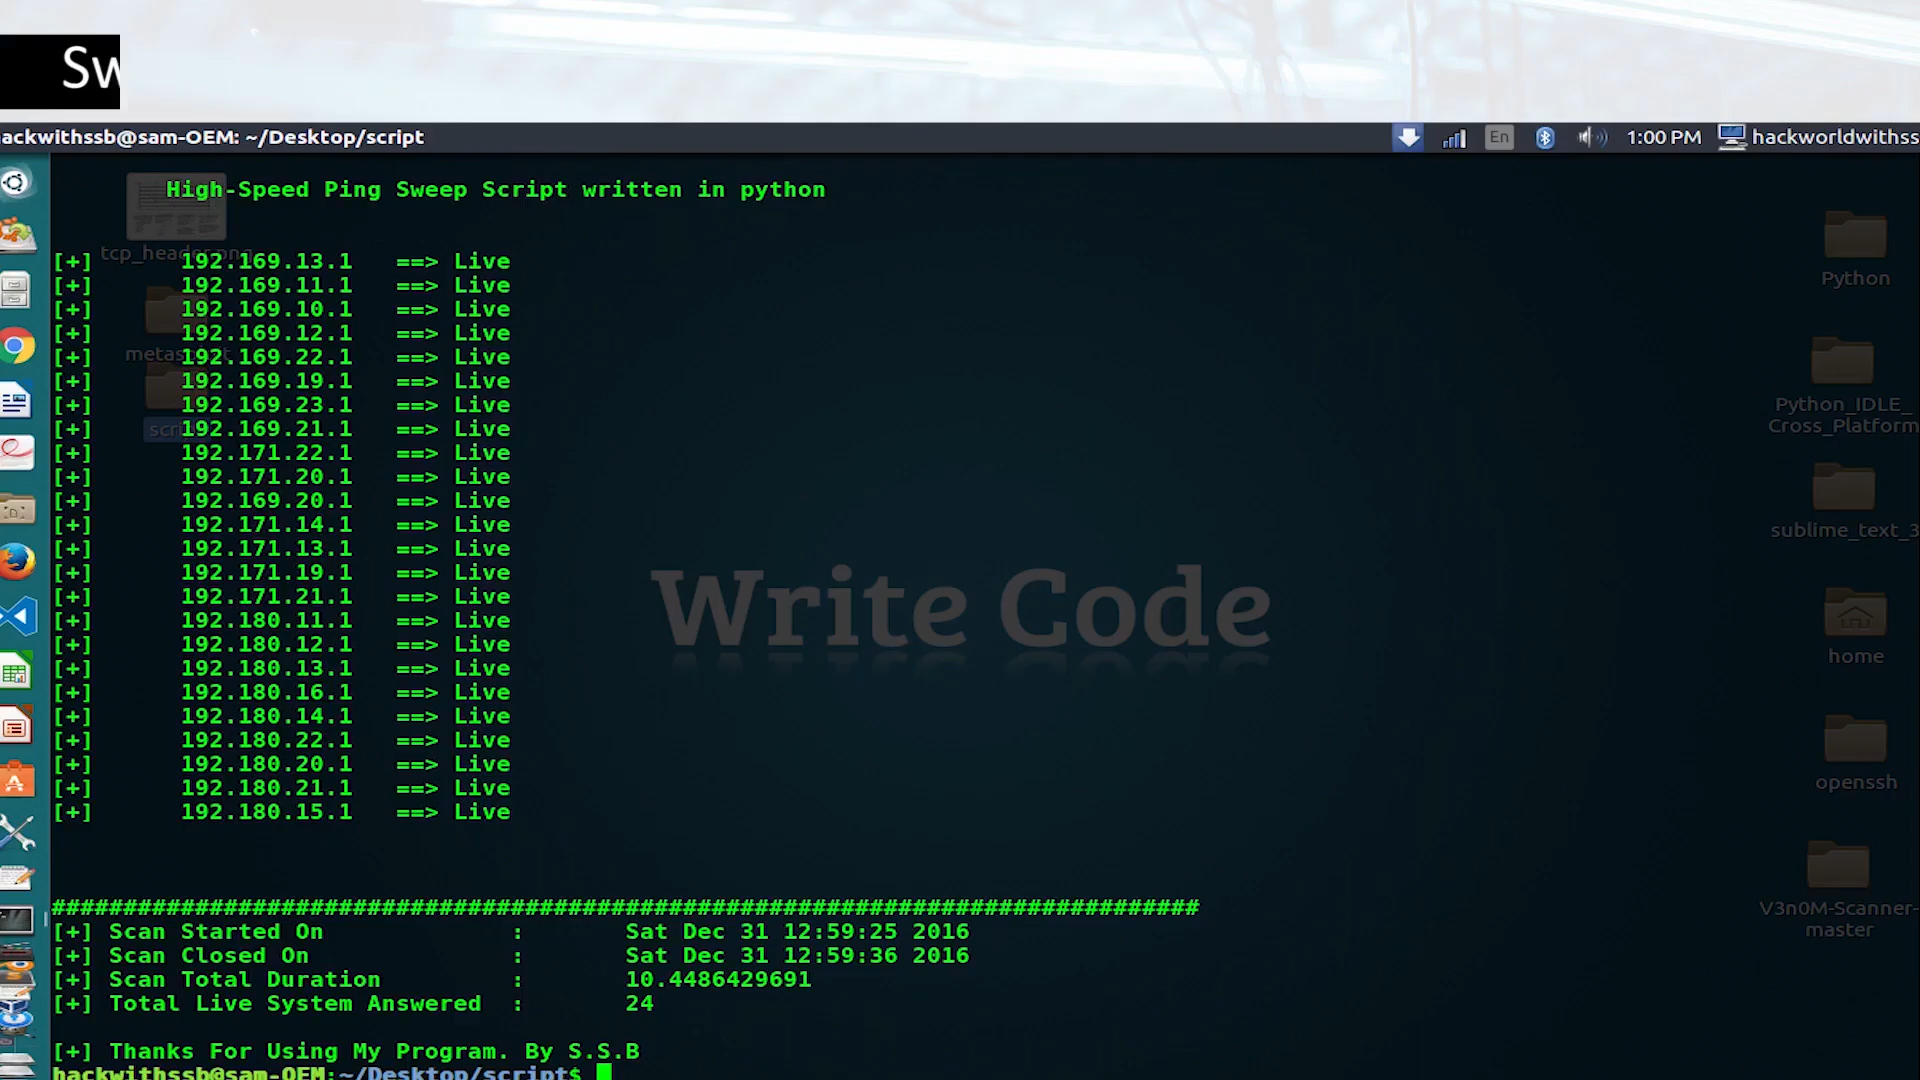 Sw
ackwithssb@sam-OEM: ~/Desktop/script
En
1:00 PM
hackworldwithss
High-Speed Ping Sweep Script written in python
tcp_header.png
[+] 192.169.13.1 ==> Live
[+] 192.169.11.1 ==> Live
[+] 192.169.10.1 ==> Live
[+] 192.169.12.1 ==> Live
[+] 192.169.22.1 ==> Live
[+] 192.169.19.1 ==> Live
[+] 192.169.23.1 ==> Live
[+] 192.169.21.1 ==> Live
[+] 192.171.22.1 ==> Live
[+] 192.171.20.1 ==> Live
[+] 192.169.20.1 ==> Live
[+] 192.171.14.1 ==> Live
[+] 192.171.13.1 ==> Live
[+] 192.171.19.1 ==> Live
[+] 192.171.21.1 ==> Live
[+] 192.180.11.1 ==> Live
[+] 192.180.12.1 ==> Live
[+] 192.180.13.1 ==> Live
[+] 192.180.16.1 ==> Live
[+] 192.180.14.1 ==> Live
[+] 192.180.22.1 ==> Live
[+] 192.180.20.1 ==> Live
[+] 192.180.21.1 ==> Live
[+] 192.180.15.1 ==> Live
################################################################################
[+] Scan Started On : Sat Dec 31 12:59:25 2016
[+] Scan Closed On : Sat Dec 31 12:59:36 2016
[+] Scan Total Duration : 10.4486429691
[+] Total Live System Answered : 24
[+] Thanks For Using My Program. By S.S.B
hackwithssb@sam-OEM:~/Desktop/script$
Write Code
Python
Python_IDLE_
Cross_Platform
sublime_text_3
home
openssh
V3n0M-Scanner-
master